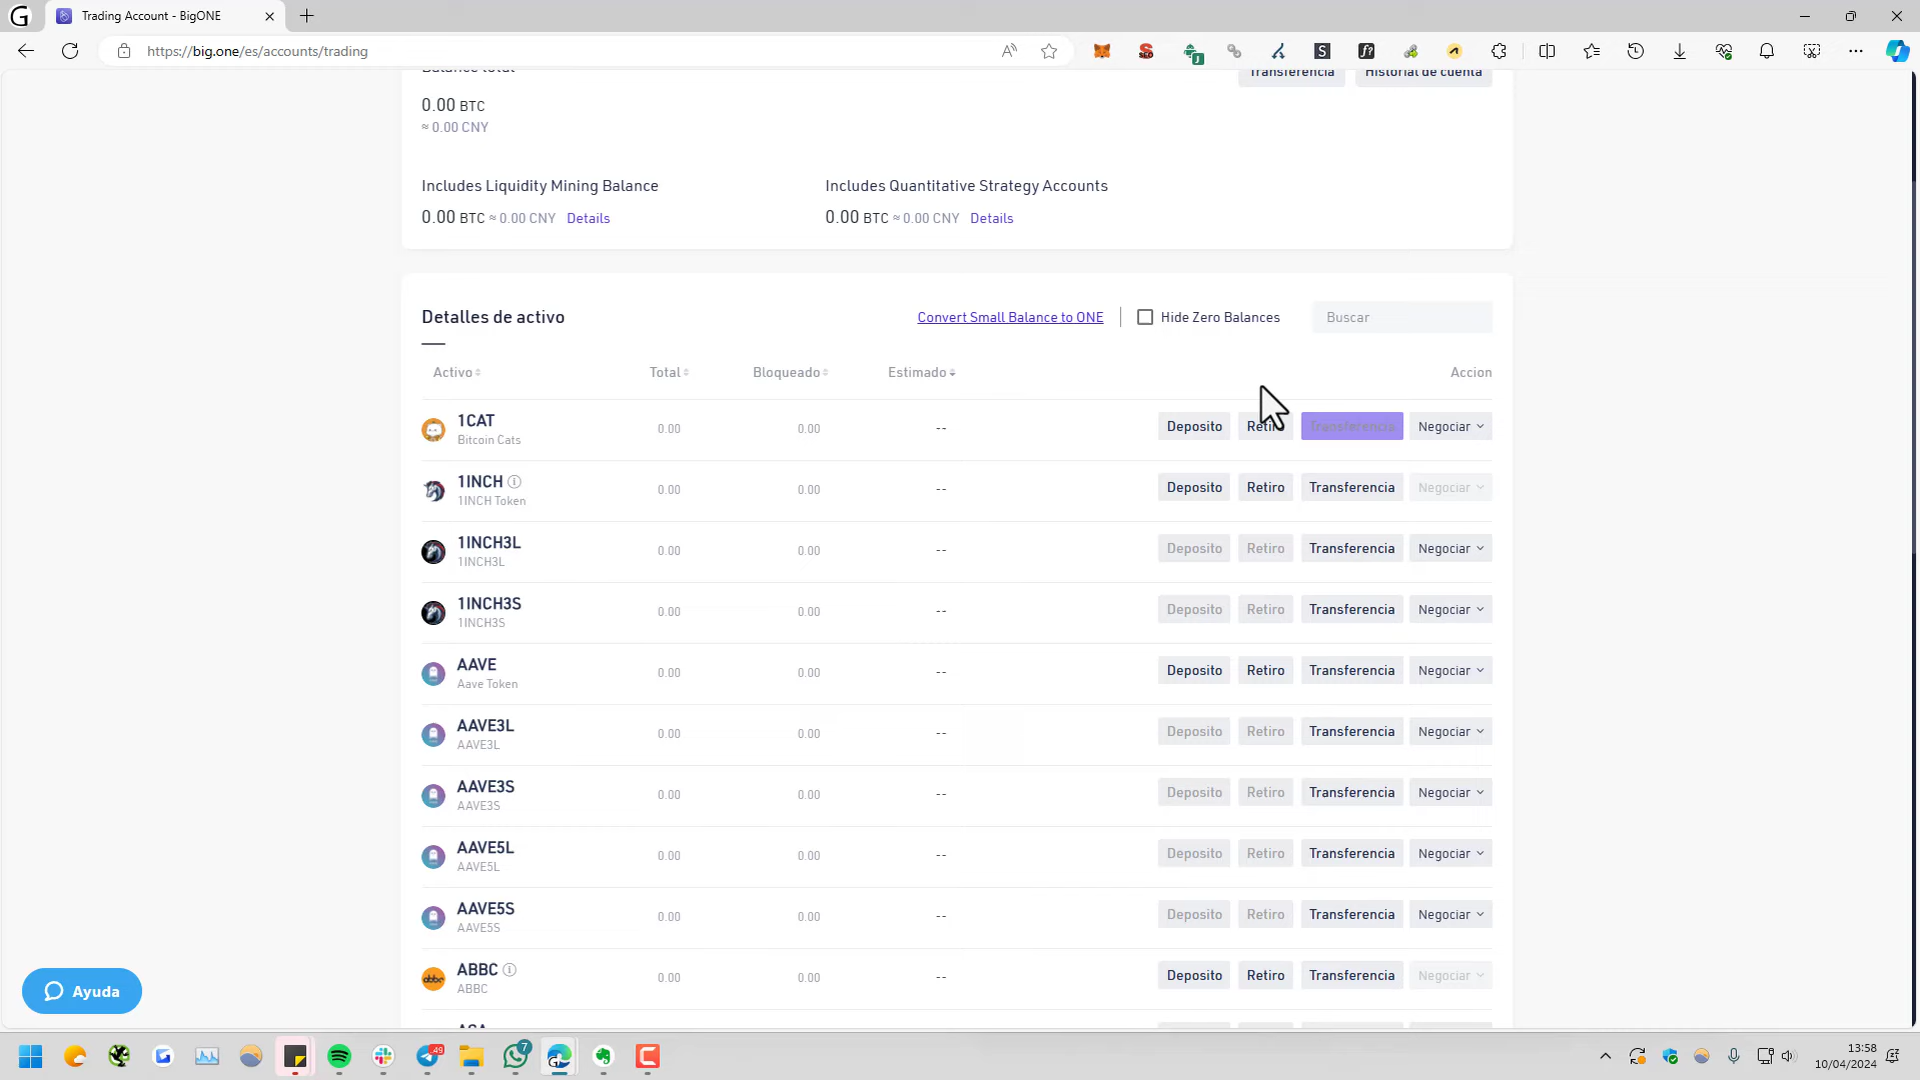 Trading Account - BigONE
https://big.one/es/accounts/trading
Balance total
Transferencia Historial de cuenta
0.00 BTC
≈ 0.00 CNY
Includes Liquidity Mining Balance Includes Quantitative Strategy Accounts
0.00 BTC ≈ 0.00 CNY Details 0.00 BTC ≈ 0.00 CNY Details
Detalles de activo Convert Small Balance to ONE Hide Zero Balances Buscar
Activo Total Bloqueado Estimado Accion
1CAT
Bitcoin Cats
0.00 0.00 -- Deposito Retiro Transferencia Negociar
1INCH
1INCH Token
0.00 0.00 -- Deposito Retiro Transferencia Negociar
1INCH3L
1INCH3L
0.00 0.00 -- Deposito Retiro Transferencia Negociar
1INCH3S
1INCH3S
0.00 0.00 -- Deposito Retiro Transferencia Negociar
AAVE
Aave Token
0.00 0.00 -- Deposito Retiro Transferencia Negociar
AAVE3L
AAVE3L
0.00 0.00 -- Deposito Retiro Transferencia Negociar
AAVE3S
AAVE3S
0.00 0.00 -- Deposito Retiro Transferencia Negociar
AAVE5L
AAVE5L
0.00 0.00 -- Deposito Retiro Transferencia Negociar
AAVE5S
AAVE5S
0.00 0.00 -- Deposito Retiro Transferencia Negociar
ABBC
ABBC
0.00 0.00 -- Deposito Retiro Transferencia Negociar
Ayuda
49
7
13:58
10/04/2024